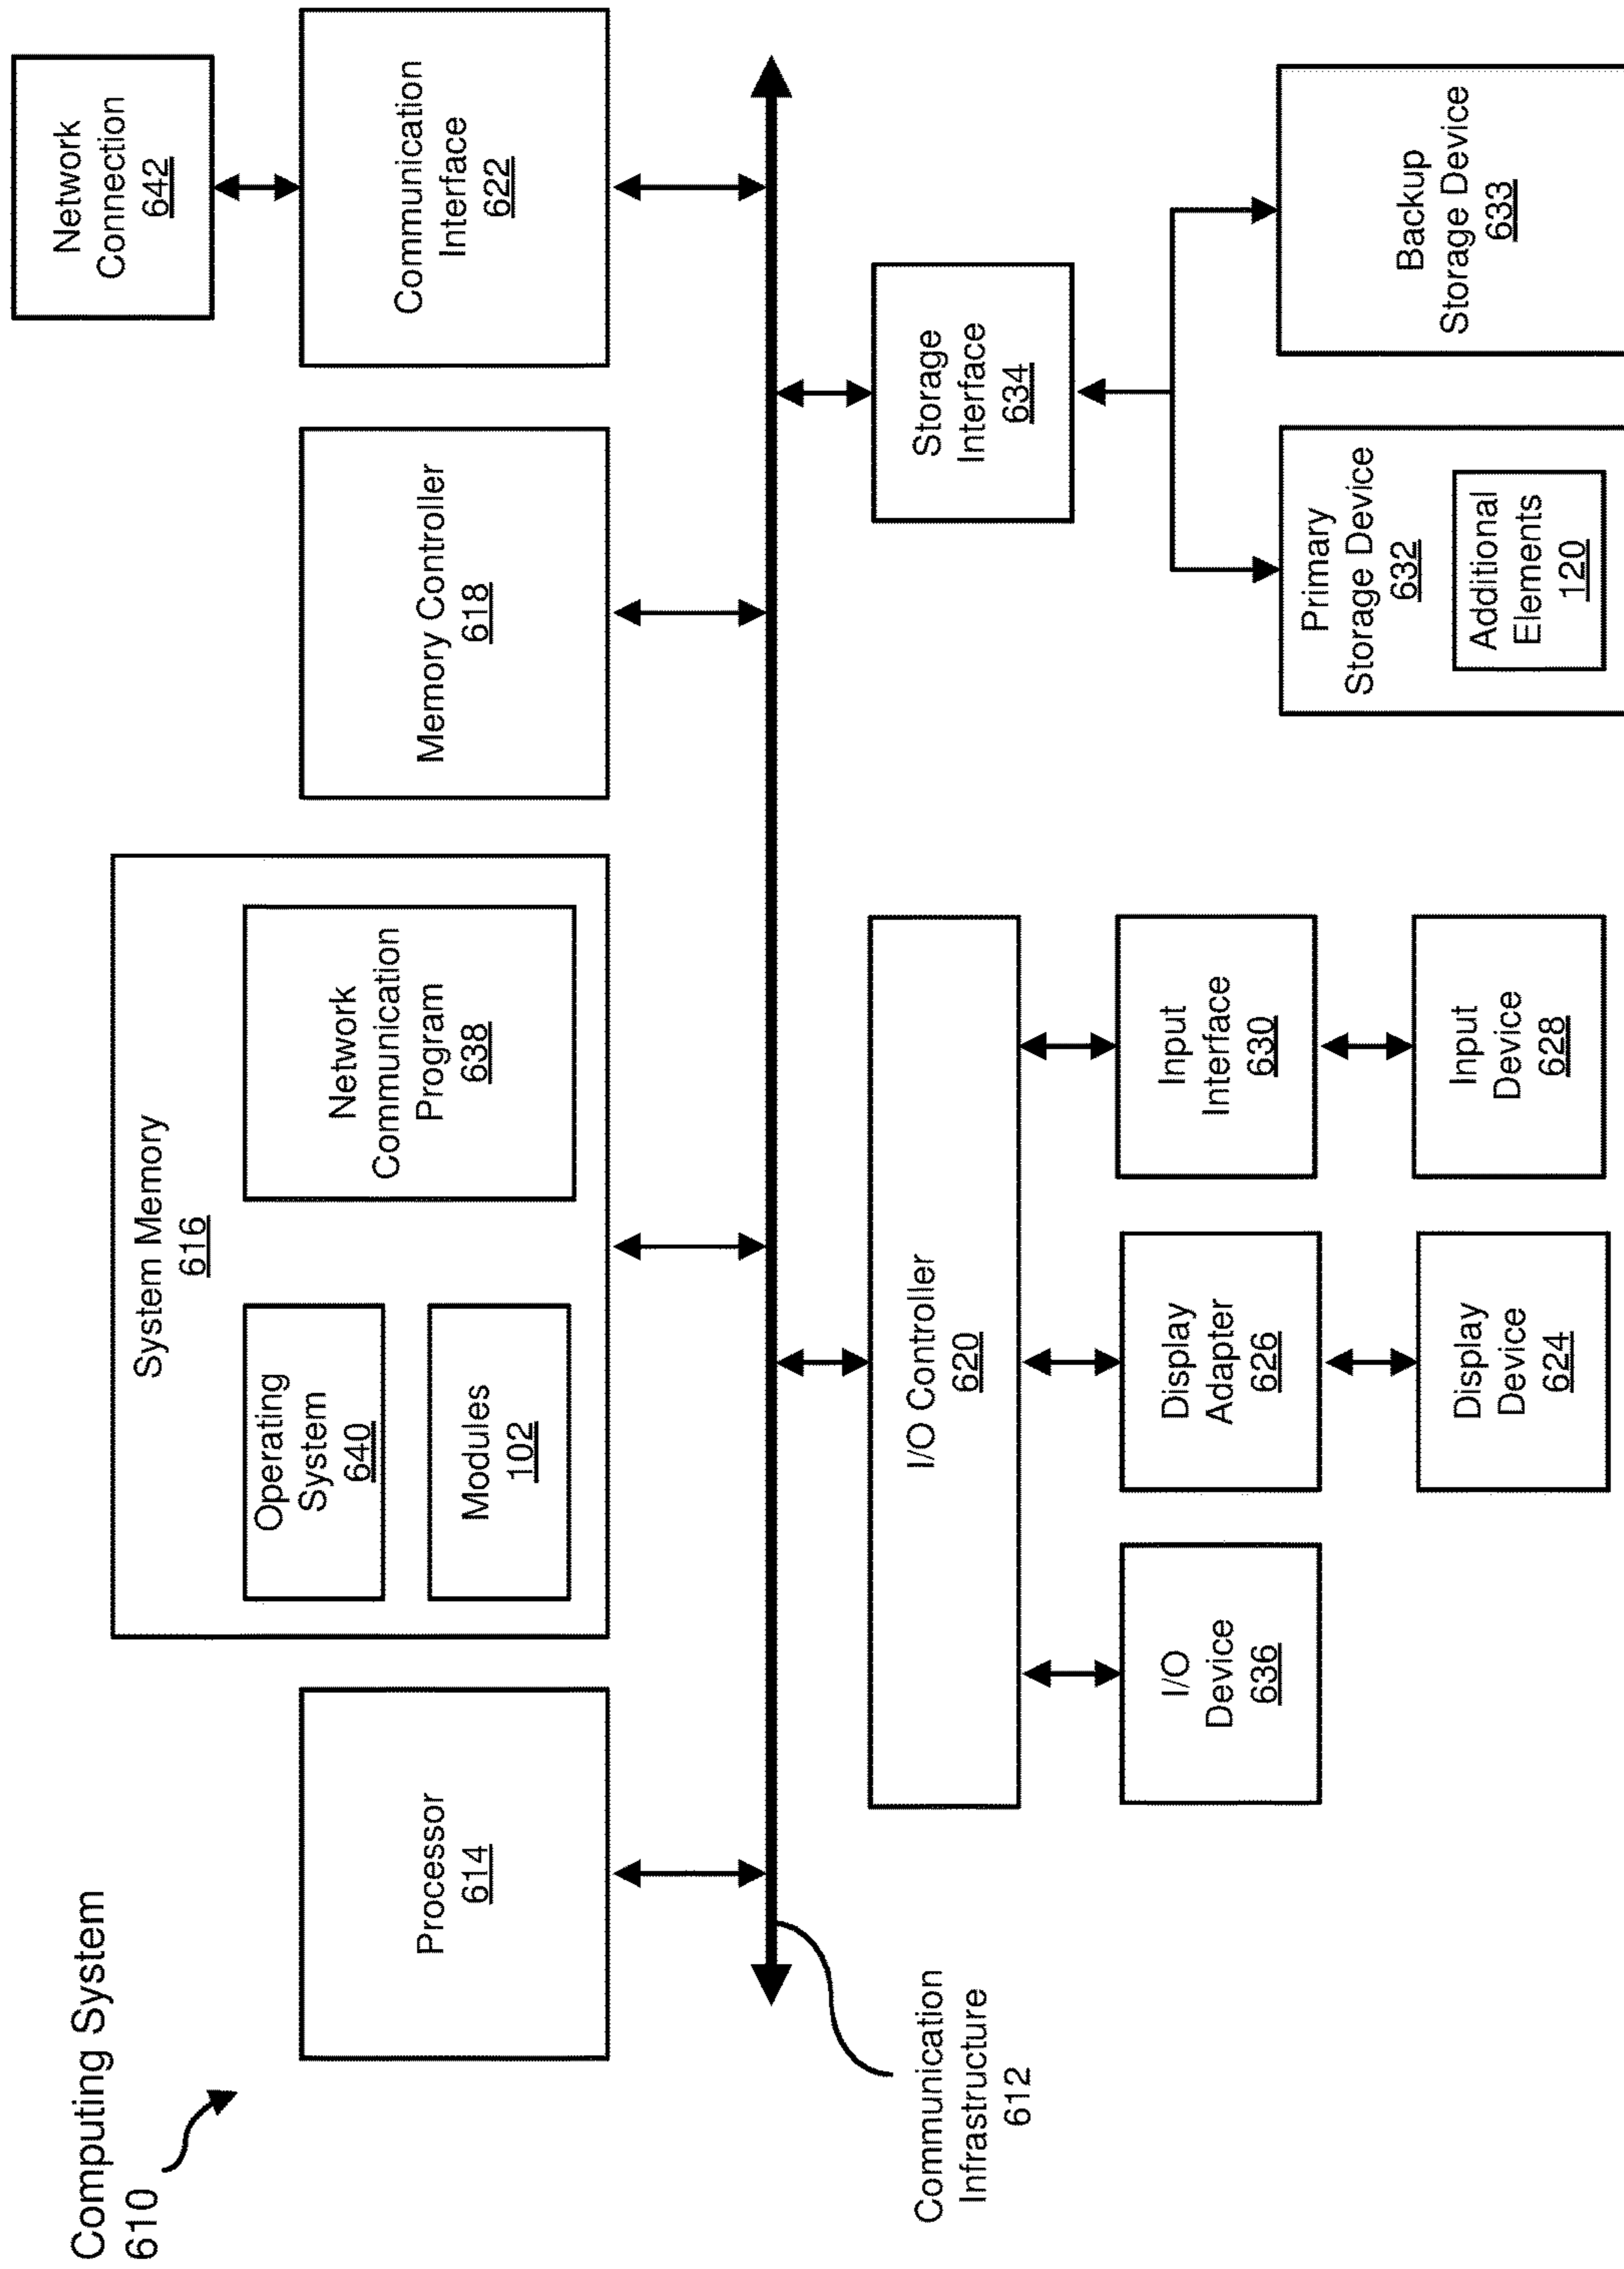 Computing System
610
Processor
614
System Memory
616
Operating
System
640
Modules
102
Network
Communication
Program
638
Memory Controller
618
Communication
Interface
622
Network
Connection
642
Communication
Infrastructure
612
I/O Controller
620
I/O
Device
636
Display
Adapter
626
Display
Device
624
Input
Interface
630
Input
Device
628
Storage
Interface
634
Primary
Storage Device
632
Additional
Elements
120
Backup
Storage Device
633